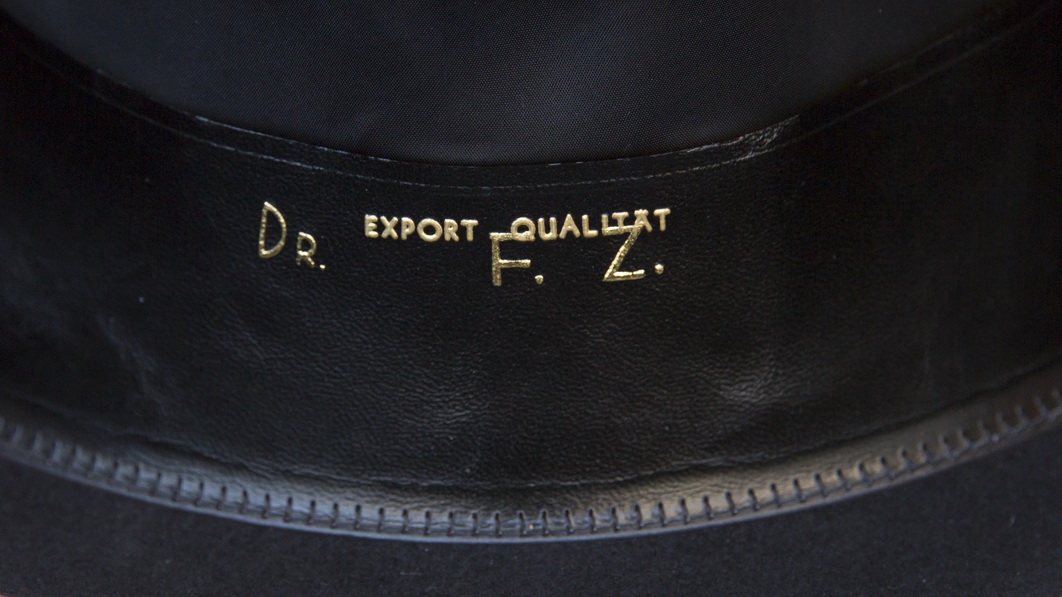 EXPORT QUALITÄT
DR. F. Z.